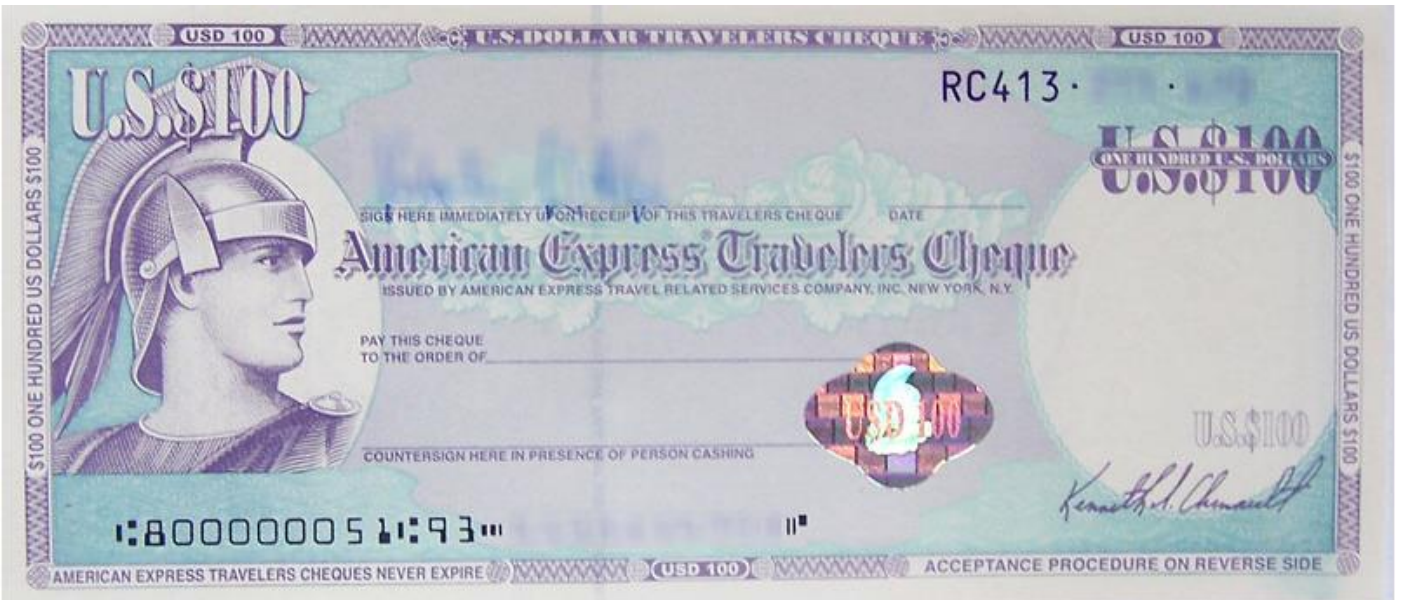 USD 100 U.S. DOLLAR TRAVELERS CHEQUE USD 100
U.S.$100
RC413
U.S.$100
ONE HUNDRED U.S. DOLLARS
SIGN HERE IMMEDIATELY UPON RECEIPT OF THIS TRAVELERS CHEQUE DATE
American Express® Travelers Cheque
ISSUED BY AMERICAN EXPRESS TRAVEL RELATED SERVICES COMPANY, INC. NEW YORK, N.Y.
PAY THIS CHEQUE
TO THE ORDER OF
USD 100
U.S.$100
COUNTERSIGN HERE IN PRESENCE OF PERSON CASHING
Kenneth I. Chenault
⑆800000051⑆93⑈ ⑈
AMERICAN EXPRESS TRAVELERS CHEQUES NEVER EXPIRE USD 100 ACCEPTANCE PROCEDURE ON REVERSE SIDE
$100 ONE HUNDRED US DOLLARS $100
$100 ONE HUNDRED US DOLLARS $100